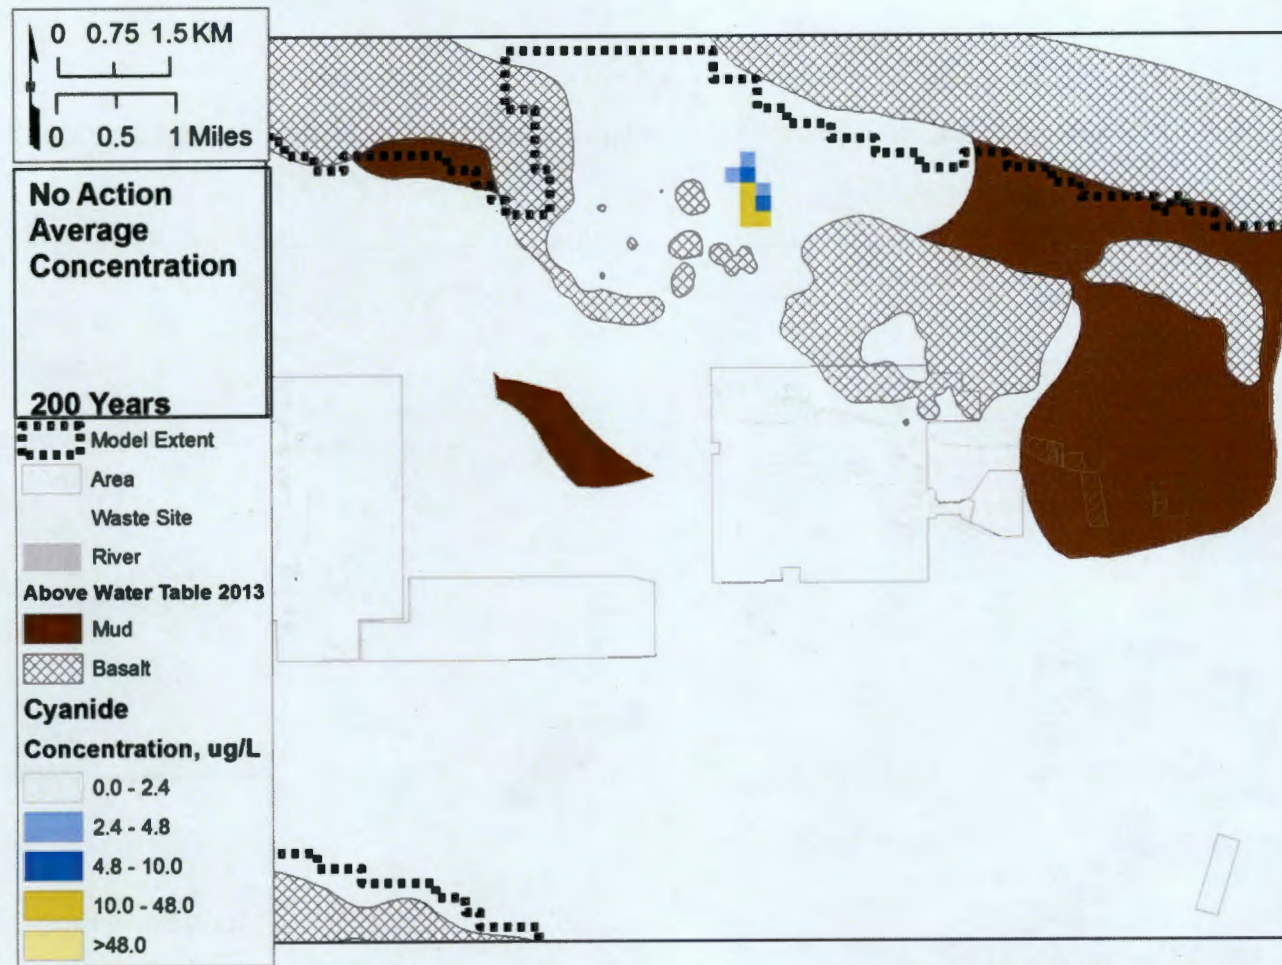 0 0.75 1.5 KM
0 0.5 1 Miles
No Action
Average
Concentration
200 Years
Model Extent
Area
Waste Site
River
Above Water Table 2013
Mud
Basalt
Cyanide
Concentration, ug/L
0.0 - 2.4
2.4 - 4.8
4.8 - 10.0
10.0 - 48.0
>48.0